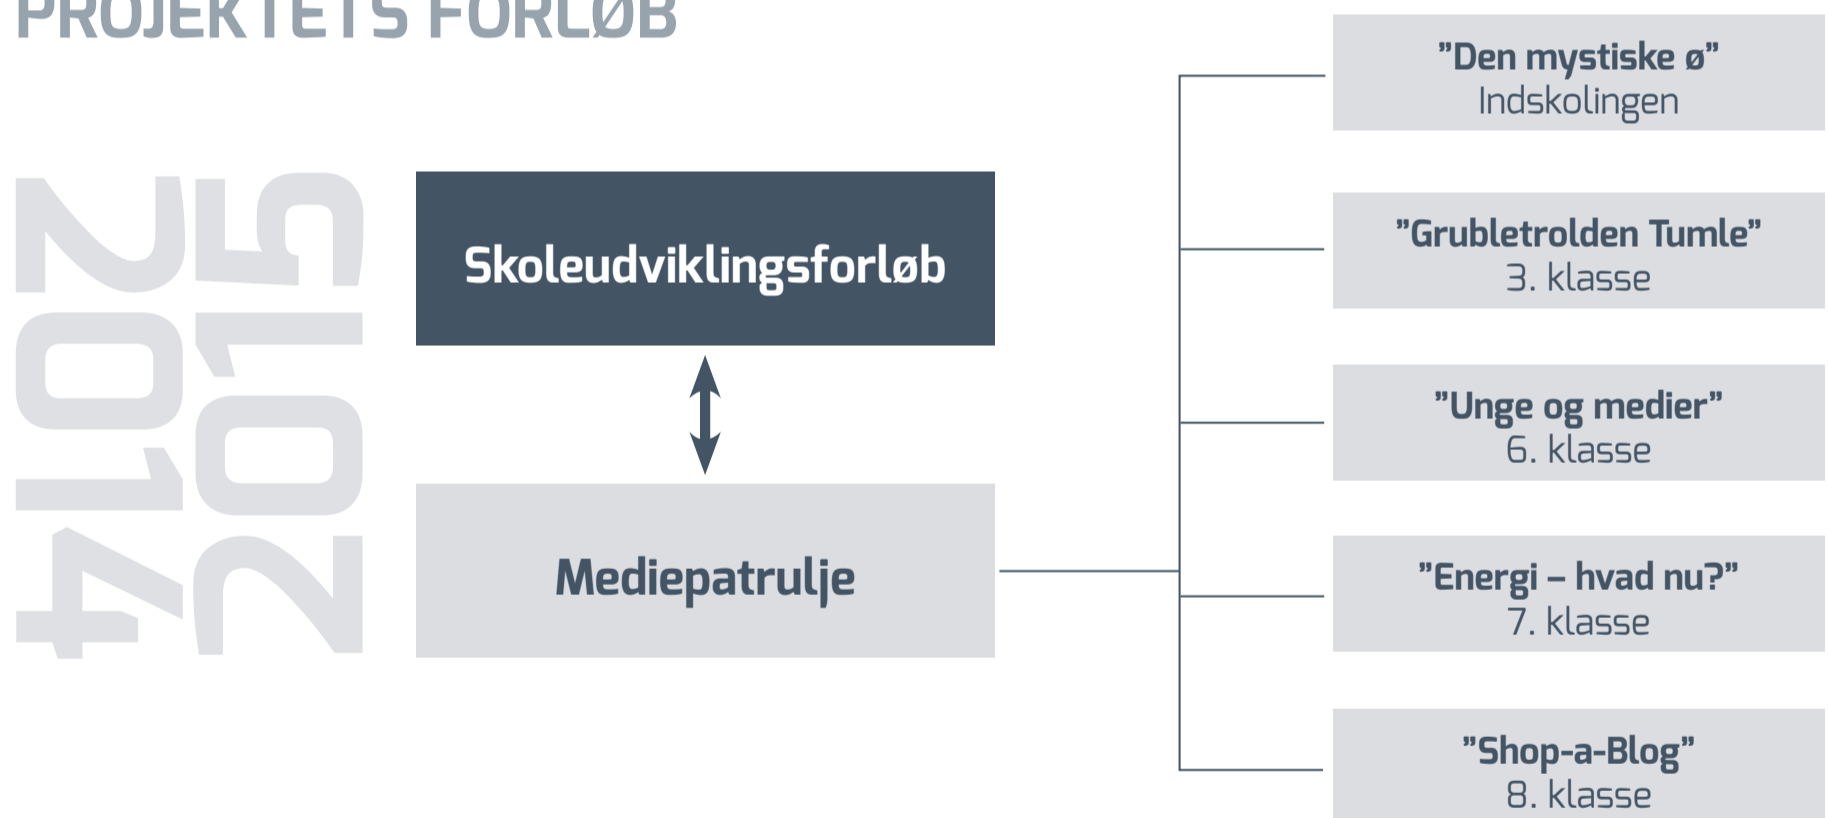 PROJEKTETS FORLØB
2014
2015
Skoleudviklingsforløb
Mediepatrulje
”Den mystiske ø”
Indskolingen
”Grubletrolden Tumle”
3. klasse
”Unge og medier”
6. klasse
”Energi – hvad nu?”
7. klasse
”Shop-a-Blog”
8. klasse